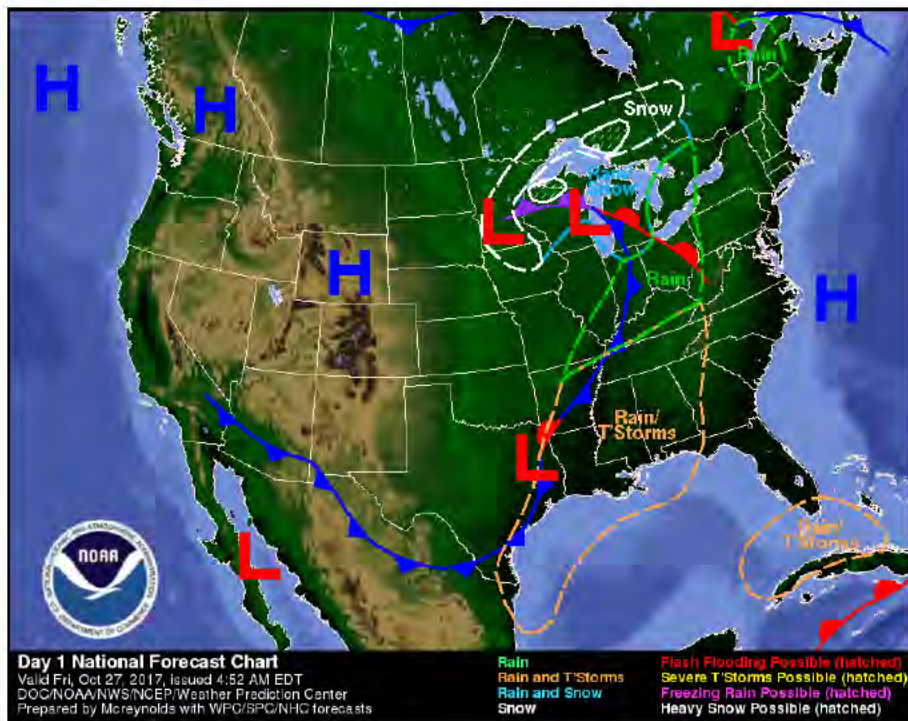 H
H
H
H
L
L
L
L
L
Rain
Snow
Rain/
Snow
Rain
Rain/
T'Storms
Rain/
T'Storms
NOAA
Day 1 National Forecast Chart
Valid Fri, Oct 27, 2017, issued 4:52 AM EDT
DOC/NOAA/NWS/NCEP/Weather Prediction Center
Prepared by Mcreynolds with WPC/SPC/NHC forecasts
Rain
Rain and T'Storms
Rain and Snow
Snow
Flash Flooding Possible (hatched)
Severe T'Storms Possible (hatched)
Freezing Rain Possible (hatched)
Heavy Snow Possible (hatched)